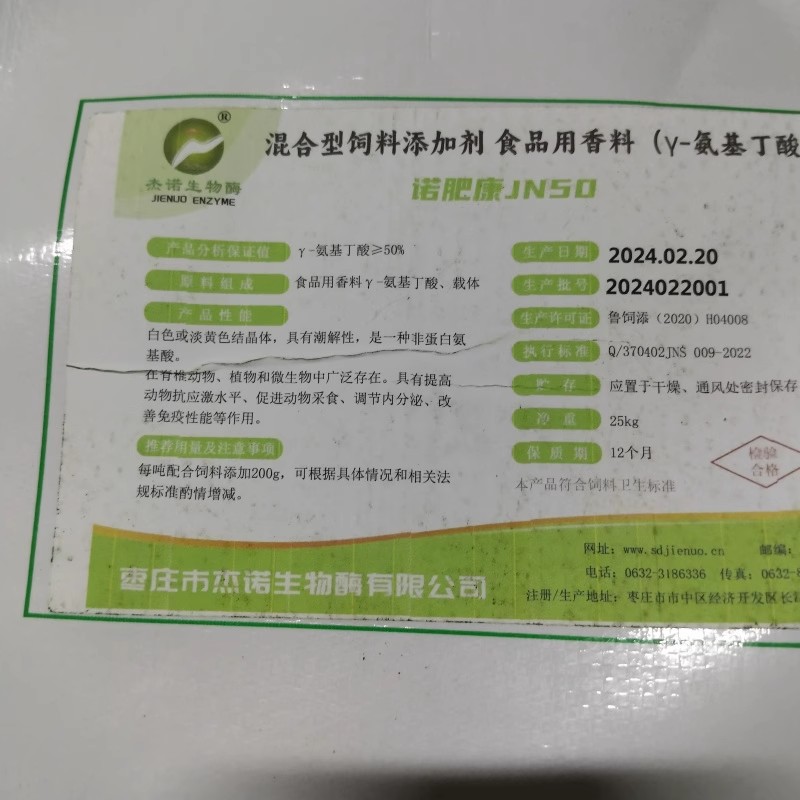 ®
杰诺生物酶
JIENUO ENZYME
混合型饲料添加剂 食品用香料(γ-氨基丁酸
诺肥康JN50
产品分析保证值 γ-氨基丁酸≥50%
原料组成 食品用香料γ-氨基丁酸、载体
产品性能
白色或淡黄色结晶体，具有潮解性，是一种非蛋白氨
基酸。
在脊椎动物、植物和微生物中广泛存在。具有提高
动物抗应激水平、促进动物采食、调节内分泌、改
善免疫性能等作用。
推荐用量及注意事项
每吨配合饲料添加200g，可根据具体情况和相关法
规标准酌情增减。
生产日期 2024.02.20
生产批号 2024022001
生产许可证 鲁饲添（2020）H04008
执行标准 Q/370402JNS 009-2022
贮存 应置于干燥、通风处密封保存
净重 25kg
保质期 12个月
本产品符合饲料卫生标准
检验
合格
枣庄市杰诺生物酶有限公司
网址：www.sdjienuo.cn 邮编:
电话：0632-3186336 传真：0632-8
注册/生产地址：枣庄市市中区经济开发区长